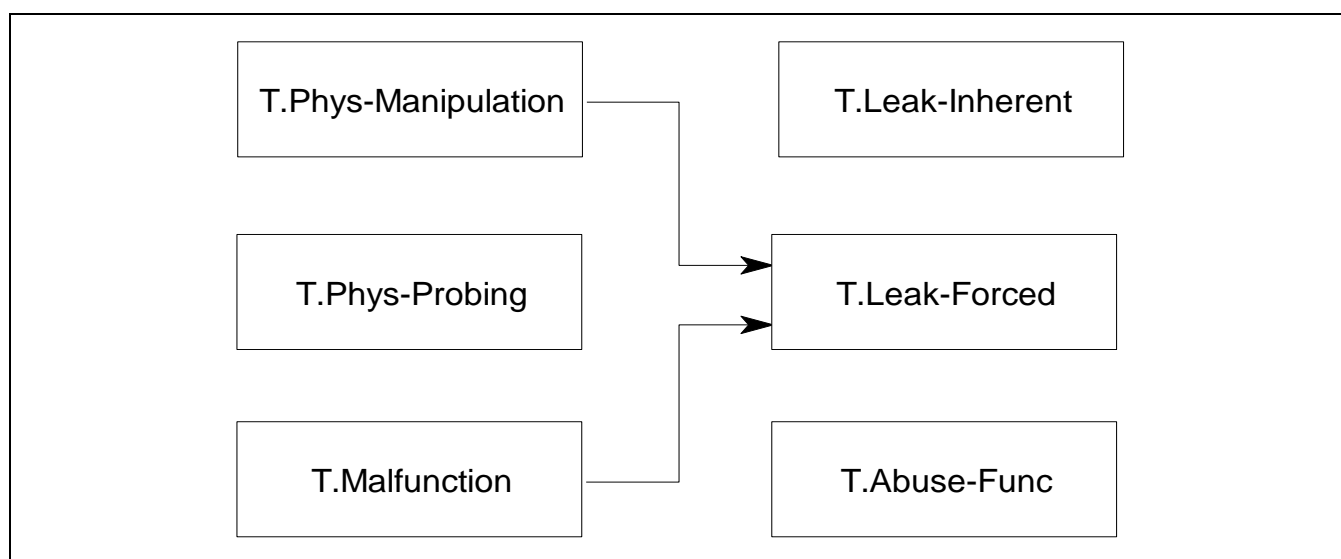 T.Phys-Manipulation
T.Leak-Inherent
T.Phys-Probing
T.Leak-Forced
T.Malfunction
T.Abuse-Func